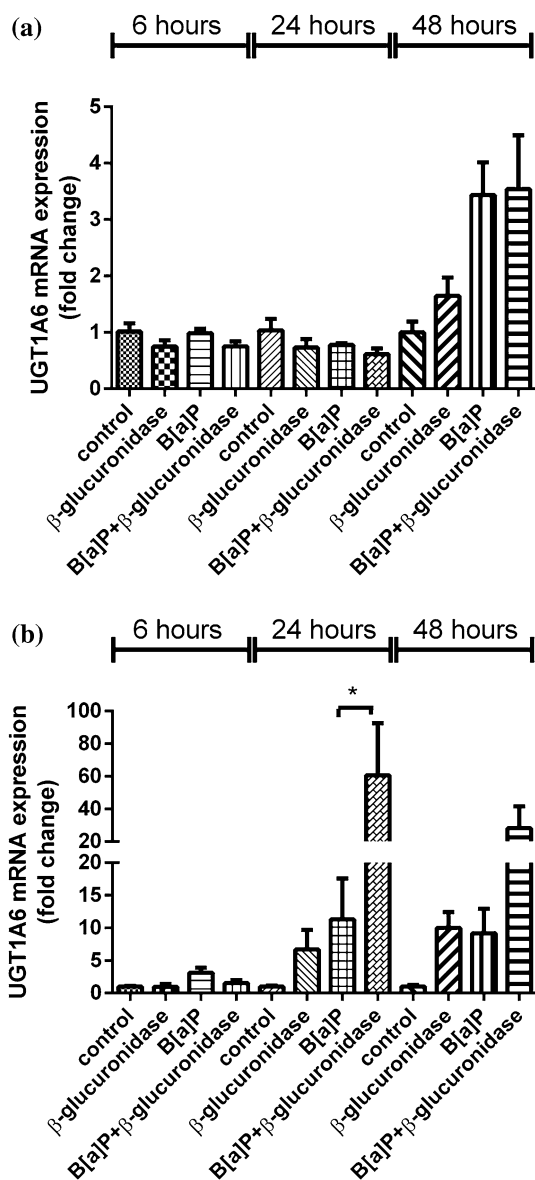 (a)
6 hours
24 hours
48 hours
UGT1A6 mRNA expression
(fold change)
5
4
3
2
1
0
control
β-glucuronidase
B[a]P
B[a]P+β-glucuronidase
control
β-glucuronidase
B[a]P
B[a]P+β-glucuronidase
control
β-glucuronidase
B[a]P
B[a]P+β-glucuronidase
(b)
6 hours
24 hours
48 hours
UGT1A6 mRNA expression
(fold change)
100
80
60
40
20
20
15
10
5
0
*
control
β-glucuronidase
B[a]P
B[a]P+β-glucuronidase
control
β-glucuronidase
B[a]P
B[a]P+β-glucuronidase
control
β-glucuronidase
B[a]P
B[a]P+β-glucuronidase